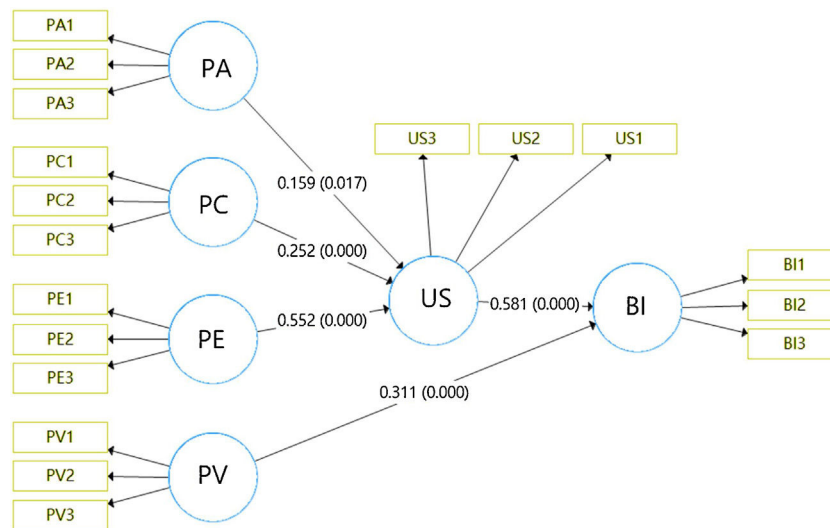 PA1
PA2
PA3
PA
PC1
PC2
PC3
PC
PE1
PE2
PE3
PE
PV1
PV2
PV3
PV
0.159 (0.017)
0.252 (0.000)
0.552 (0.000)
US3
US2
US1
US
0.581 (0.000)
0.311 (0.000)
BI
BI1
BI2
BI3